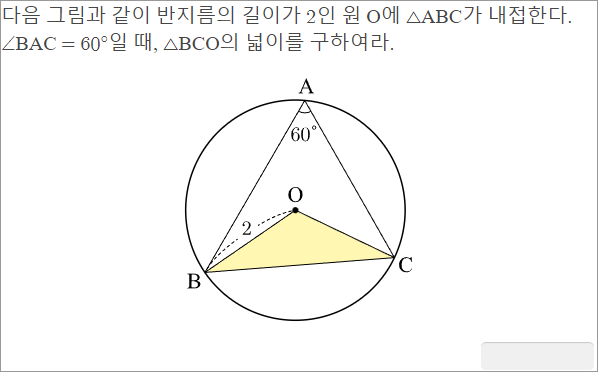 다음 그림과 같이 반지름의 길이가 2인 원 O에 △ABC가 내접한다.
∠BAC = 60°일 때, △BCO의 넓이를 구하여라.
A
60°
O
2
B
C